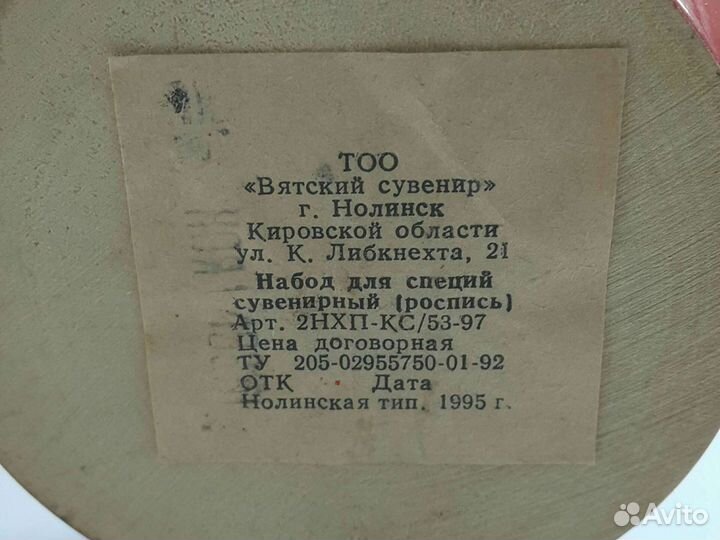 ТОО
«Вятский сувенир»
г. Нолинск
Кировской области
ул. К. Либкнехта, 21
Набод для специй
сувенирный (роспись)
Арт. 2НХП-КС/53-97
Цена договорная
ТУ 205-02955750-01-92
ОТК Дата
Нолинская тип. 1995 г.
Avito